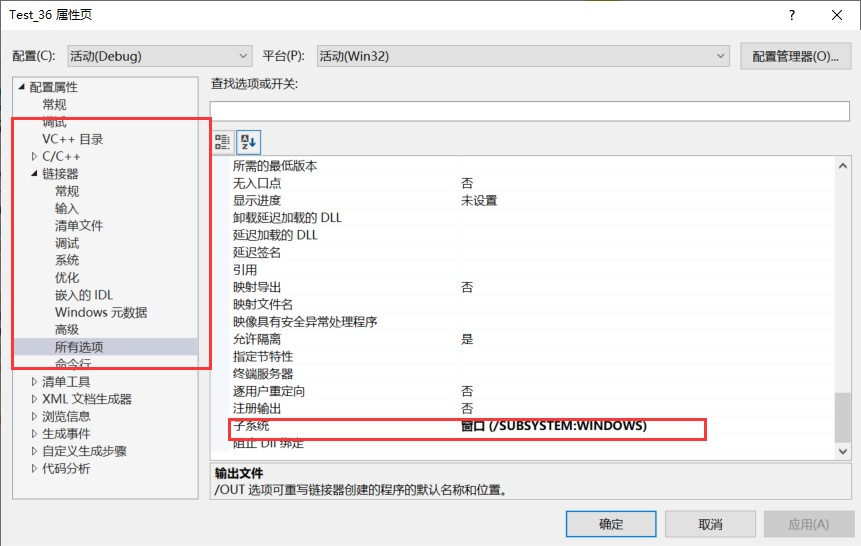 Test_36 属性页
?
配置(C):
活动(Debug)
平台(P):
活动(Win32)
配置管理器(O)...
配置属性
常规
调试
VC++ 目录
C/C++
链接器
常规
输入
清单文件
调试
系统
优化
嵌入的 IDL
Windows 元数据
高级
所有选项
命令行
清单工具
XML 文档生成器
浏览信息
生成事件
自定义生成步骤
代码分析
查找选项或开关:
所需的最低版本
无入口点 否
显示进度 未设置
卸载延迟加载的 DLL
延迟加载的 DLL
延迟签名
引用
映射导出 否
映射文件名
映像具有安全异常处理程序
允许隔离 是
指定节特性
终端服务器
逐用户重定向 否
注册输出 否
子系统 窗口 (/SUBSYSTEM:WINDOWS)
阻止 Dll 绑定
输出文件
/OUT 选项可重写链接器创建的程序的默认名称和位置。
确定
取消
应用(A)